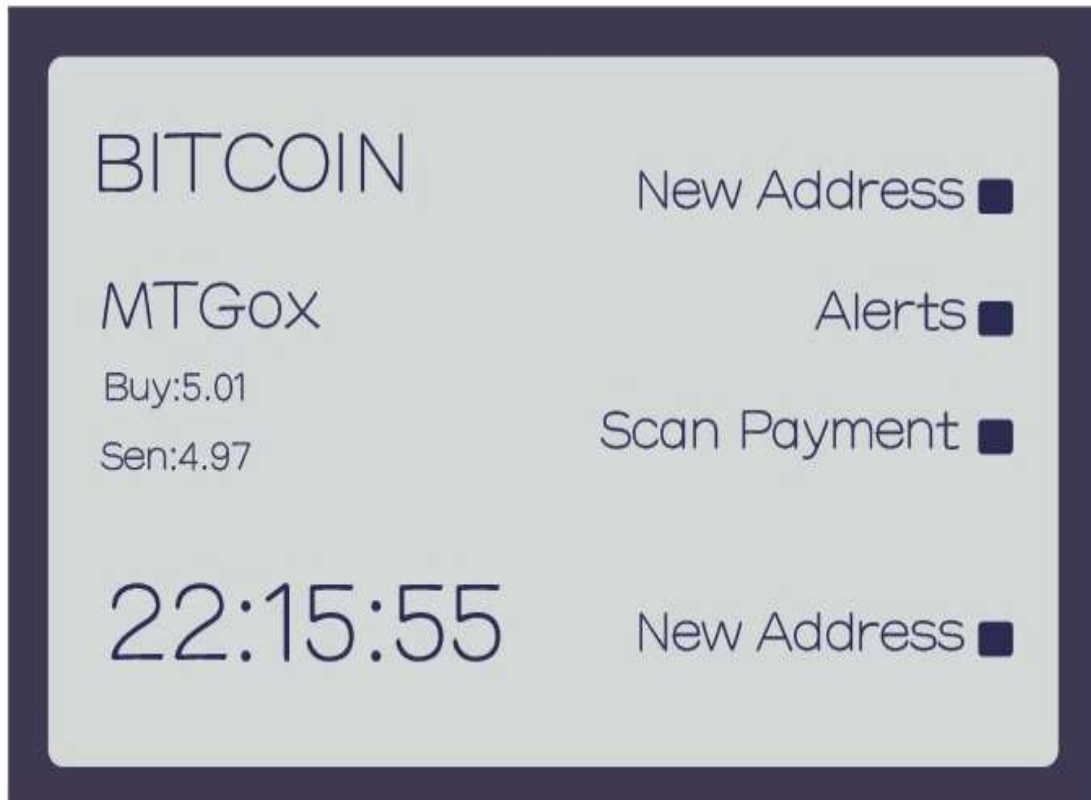 BITCOIN
MTGox
Buy:5.01
Sen:4.97
22:15:55
New Address
Alerts
Scan Payment
New Address